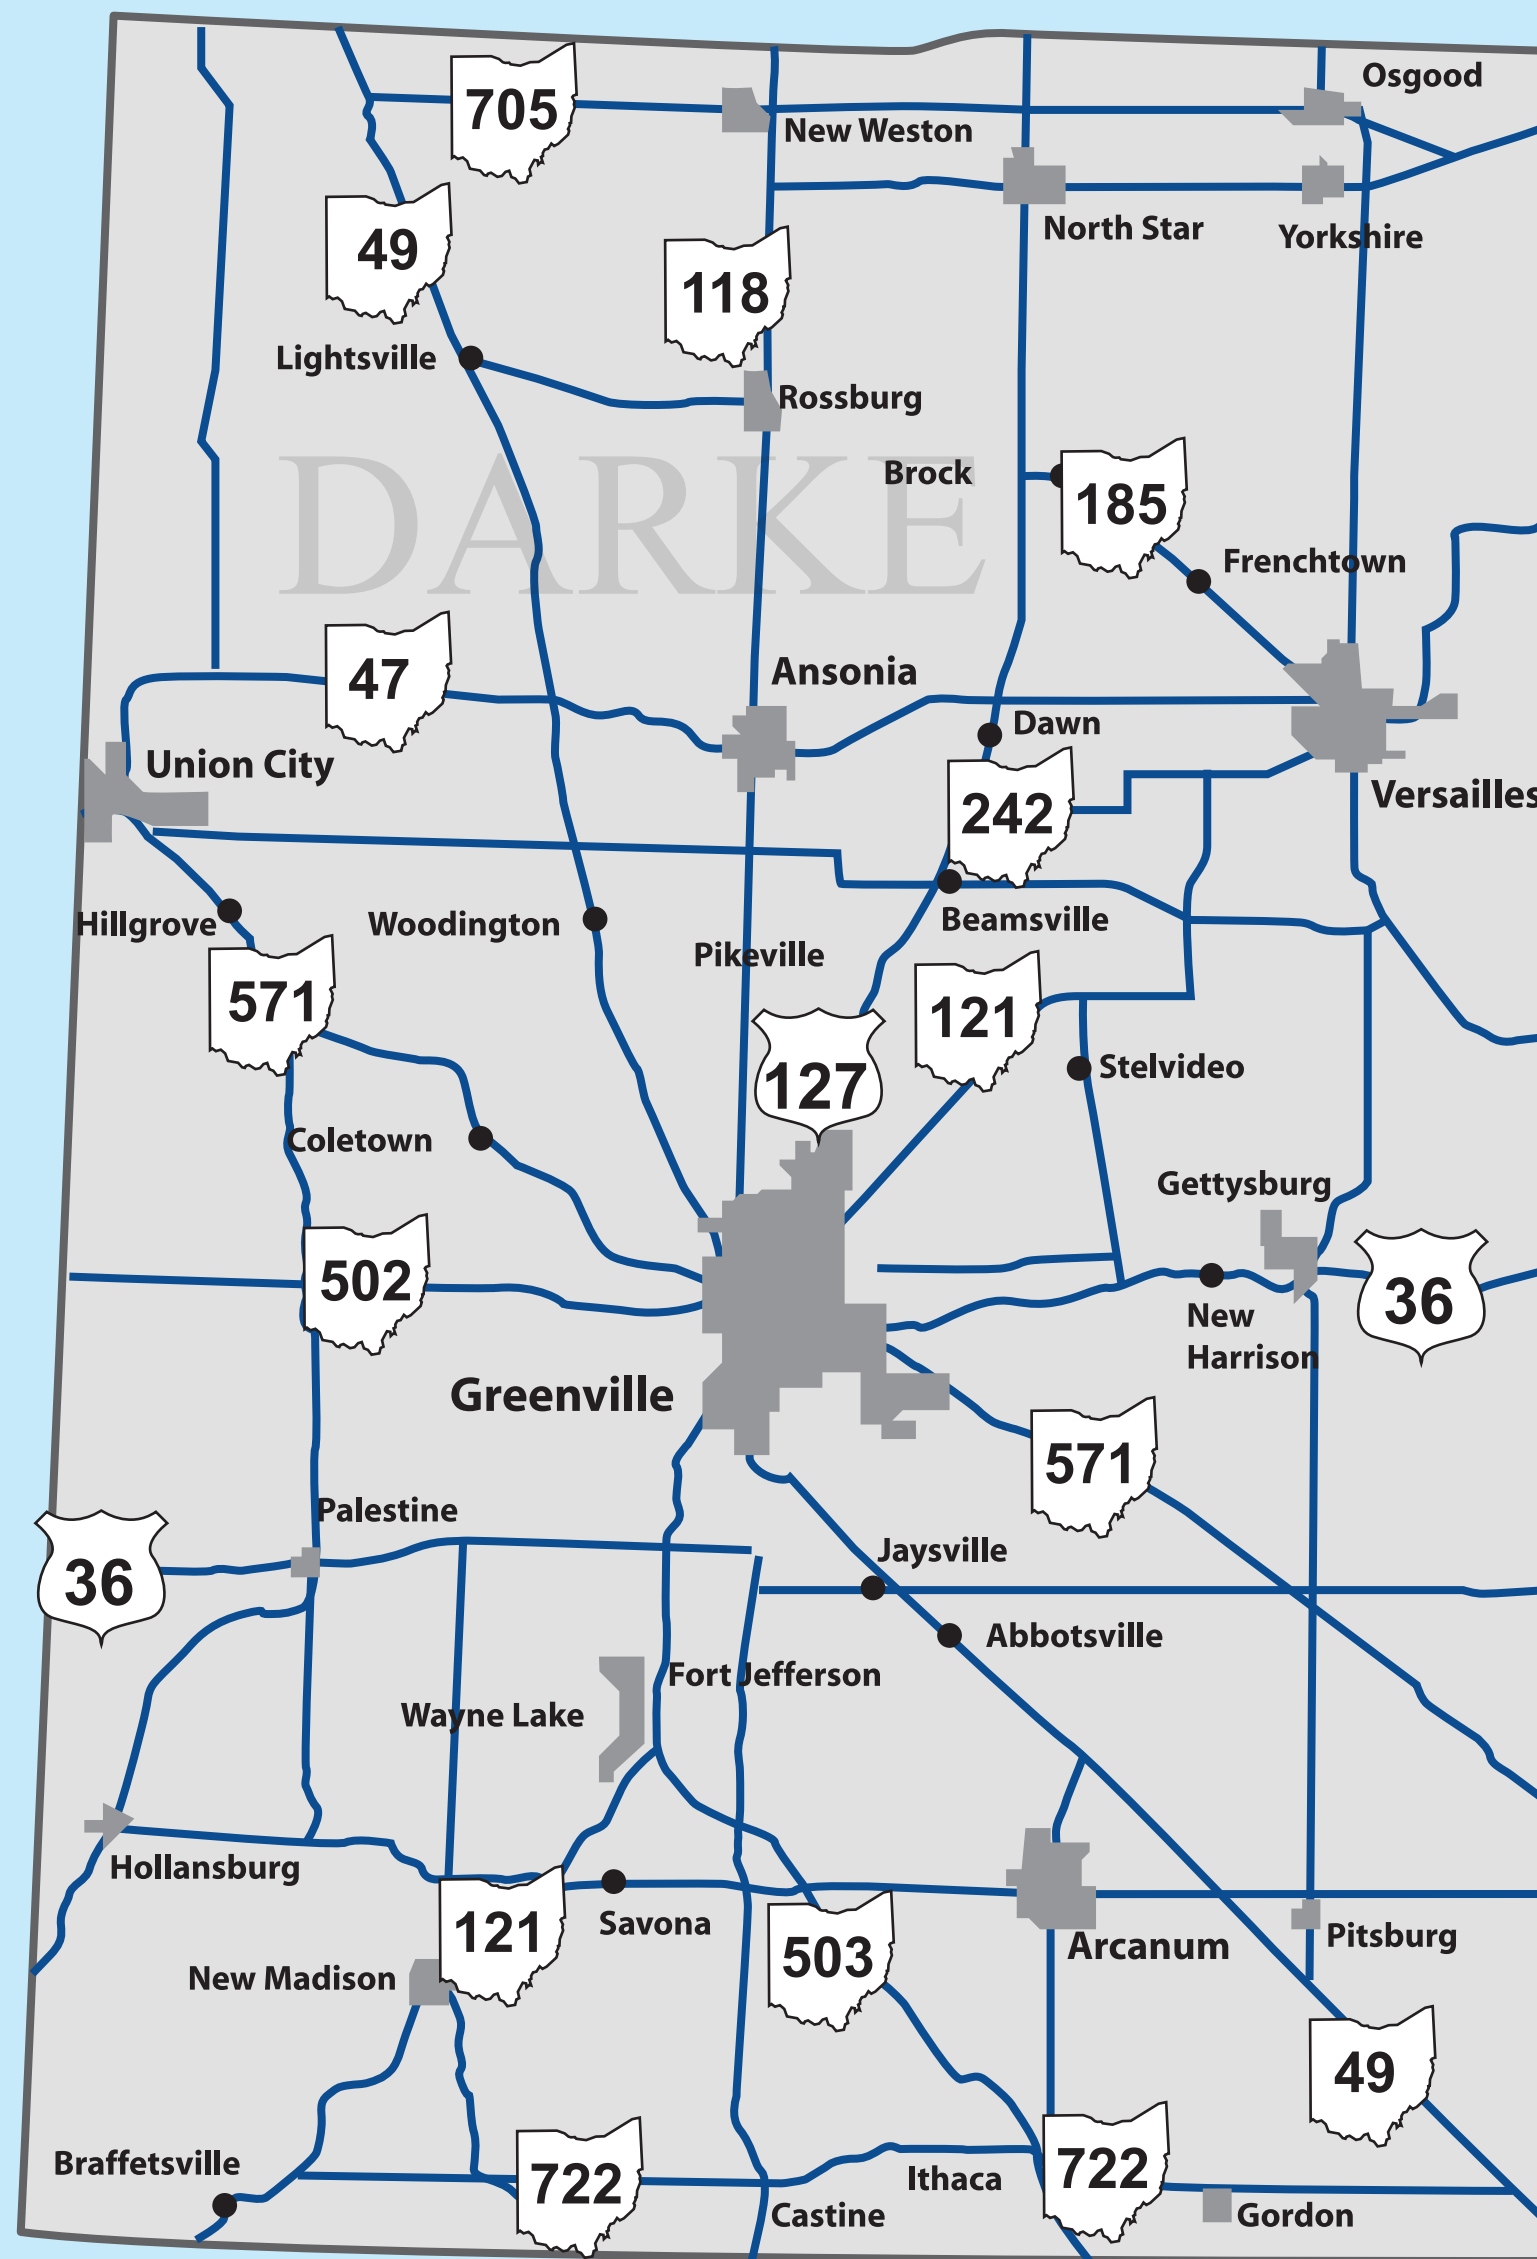 Osgood
705
New Weston
North Star
Yorkshire
49
118
Lightsville
Rossburg
DARKE
Brock
185
Frenchtown
47
Ansonia
Dawn
Union City
Versailles
242
Hillgrove
Woodington
Beamsville
Pikeville
571
121
127
Stelvideo
Coletown
Gettysburg
502
36
New
Harrison
Greenville
571
Palestine
Jaysville
36
Abbotsville
Fort Jefferson
Wayne Lake
Hollansburg
121
Savona
Pitsburg
Arcanum
503
New Madison
49
Braffetsville
722
Ithaca
722
Castine
Gordon